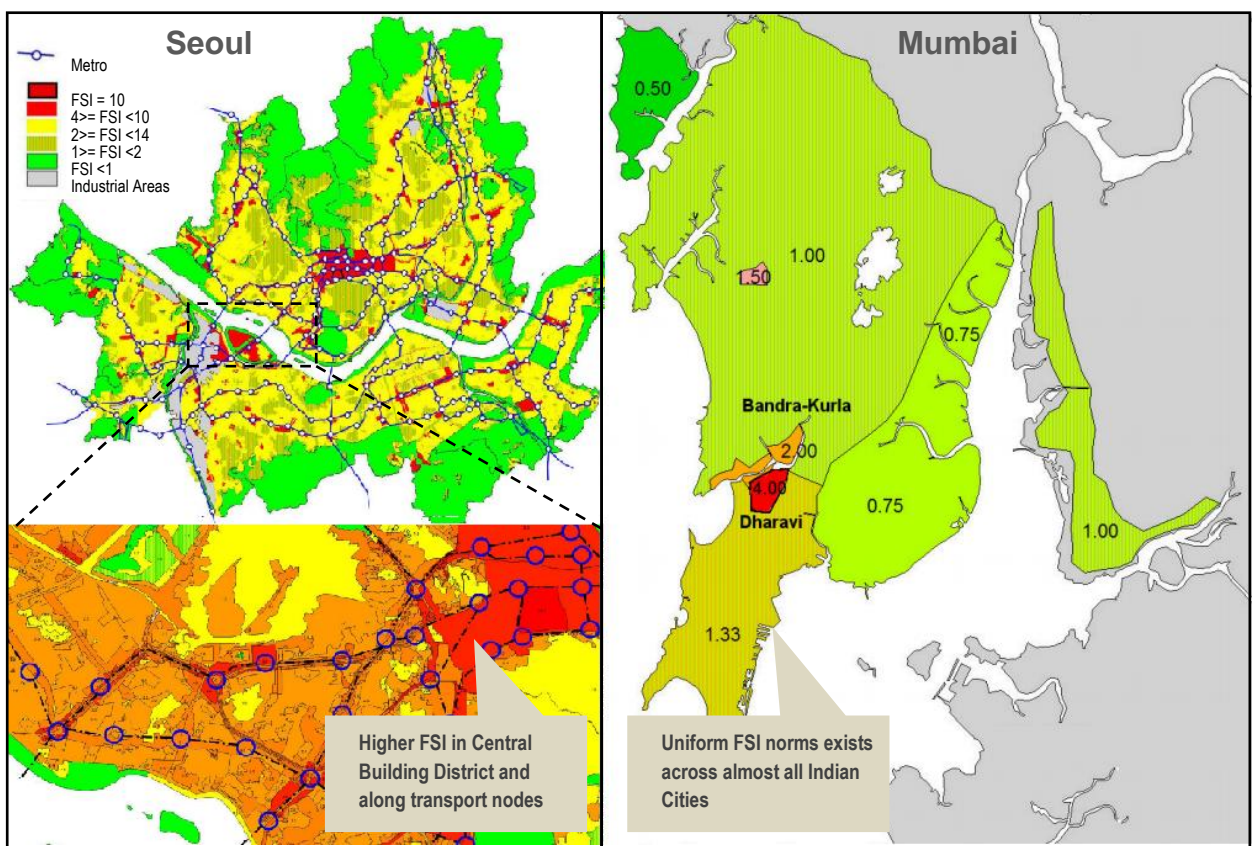 Seoul
Metro
FSI = 10
4>= FSI <10
2>= FSI <14
1>= FSI <2
FSI <1
Industrial Areas
Higher FSI in Central
Building District and
along transport nodes
Mumbai
0.50
1.00
1.50
0.75
Bandra-Kurla
2.00
4.00
Dharavi
0.75
1.00
1.33
Uniform FSI norms exists
across almost all Indian
Cities